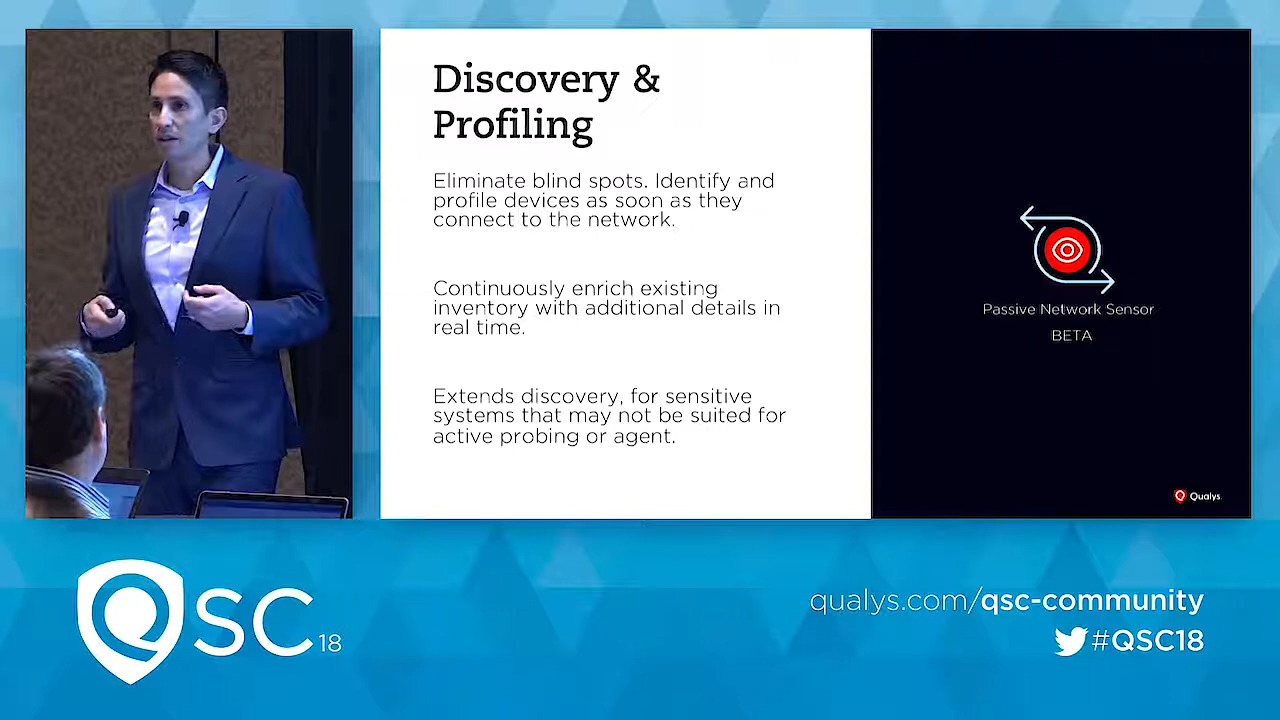 Discovery &
Profiling
Eliminate blind spots. Identify and
profile devices as soon as they
connect to the network.
Continuously enrich existing
inventory with additional details in
real time.
Extends discovery, for sensitive
systems that may not be suited for
active probing or agent.
Passive Network Sensor
BETA
Qualys.
QSC18
qualys.com/qsc-community
#QSC18